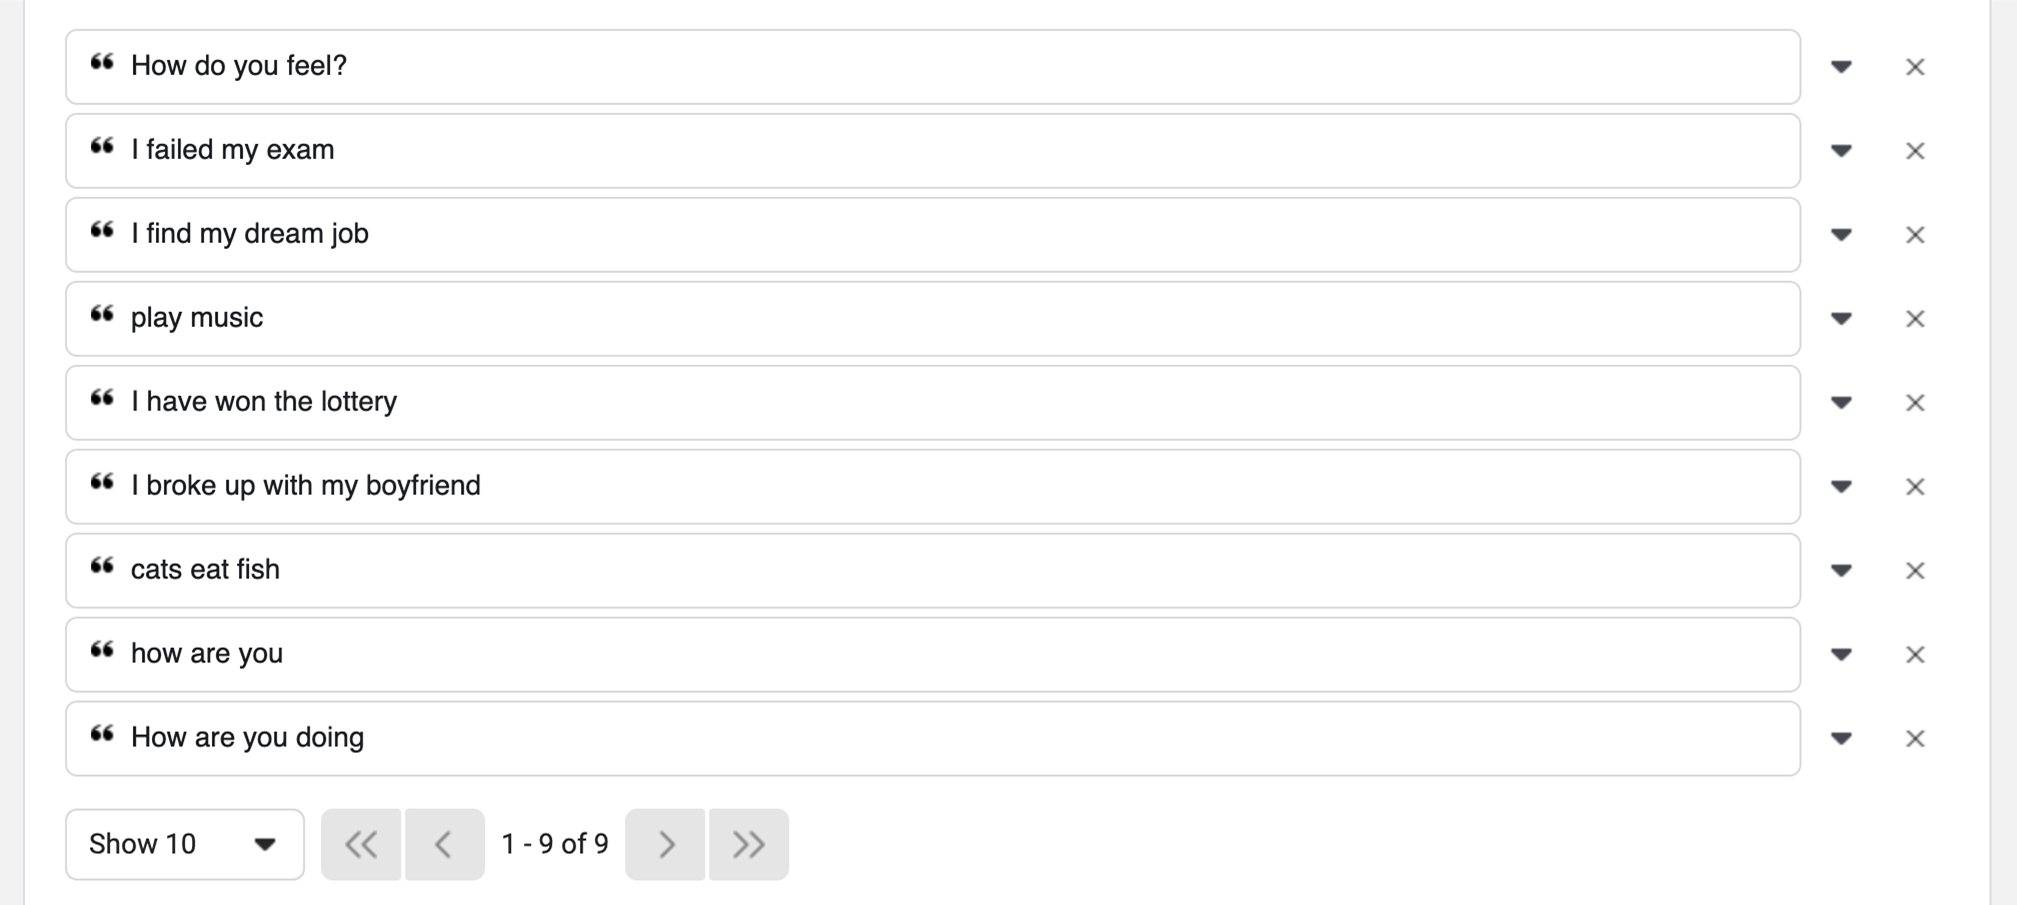 ❝ How do you feel?
❝ I failed my exam
❝ I find my dream job
❝ play music
❝ I have won the lottery
❝ I broke up with my boyfriend
❝ cats eat fish
❝ how are you
❝ How are you doing
Show 10 1 - 9 of 9